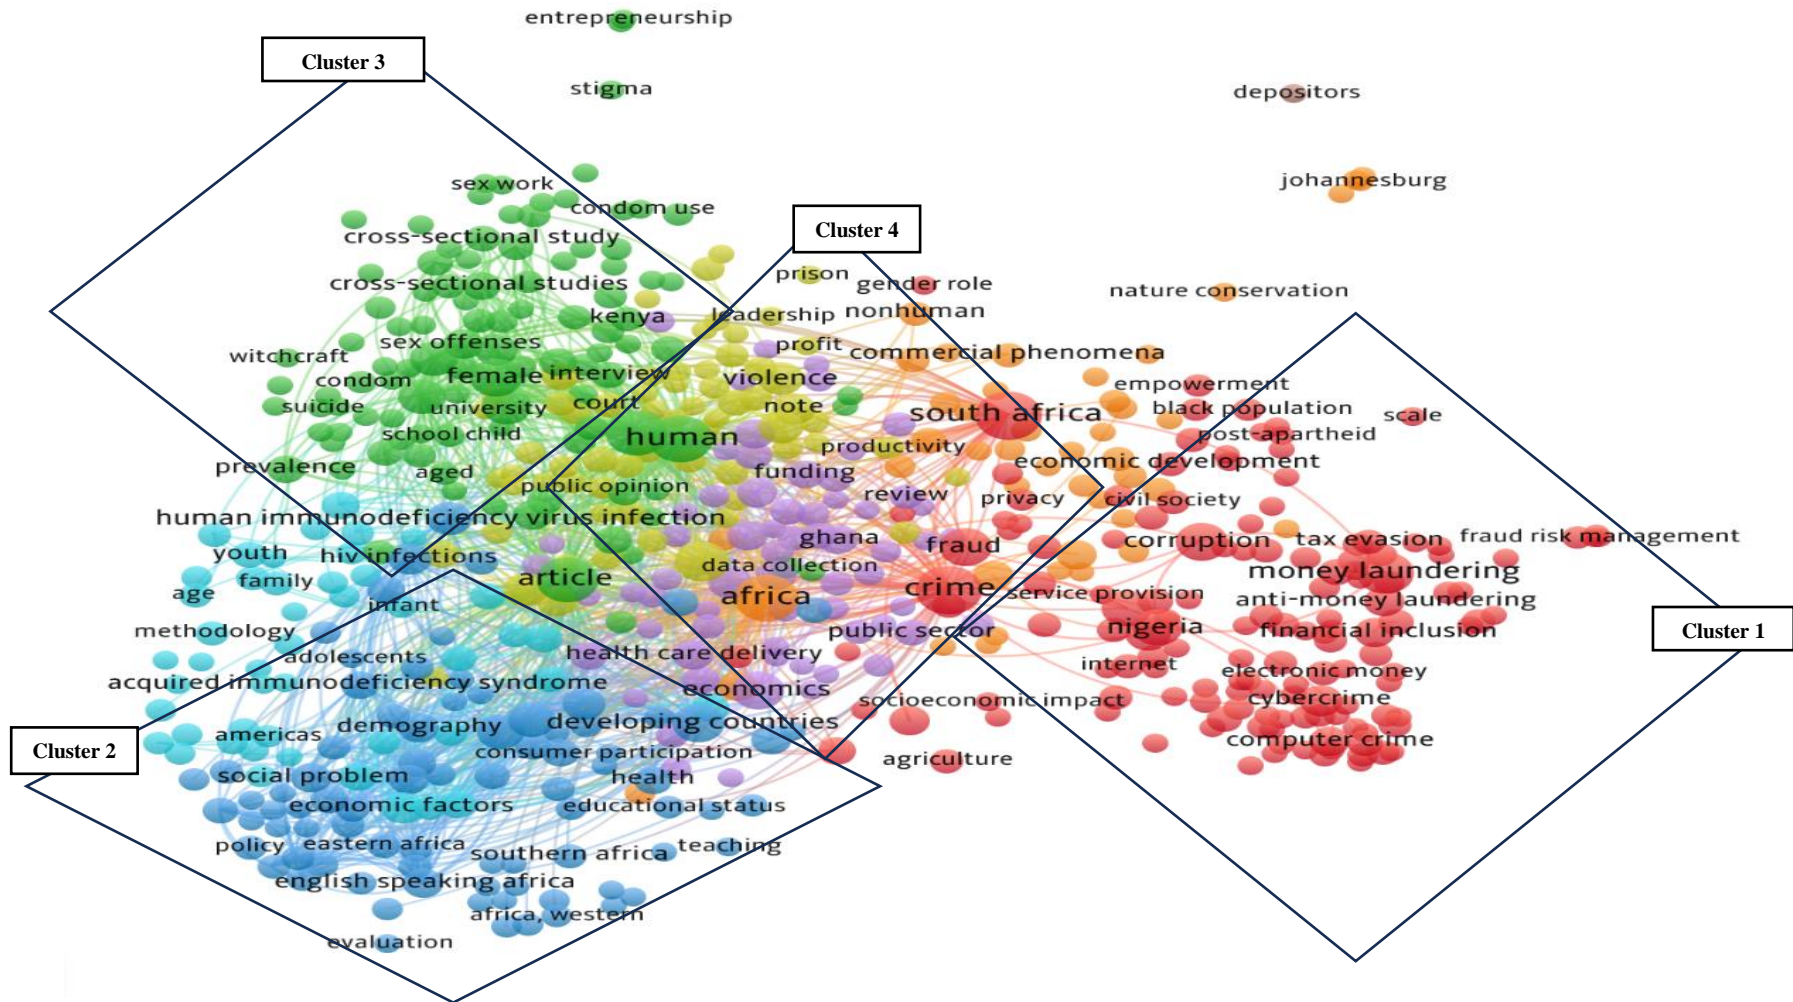 entrepreneurship
Cluster 3
stigma
depositors
sex work
johannesburg
condom use
Cluster 4
cross-sectional study
prison
cross-sectional studies
gender role
nature conservation
kenya
leadership
nonhuman
sex offenses
profit
witchcraft
commercial phenomena
condom
female
interview
violence
empowerment
suicide
university
court
note
south africa
black population
scale
school child
human
productivity
post-apartheid
prevalence
aged
funding
economic development
public opinion
review
privacy
civil society
human immunodeficiency virus infection
ghana
fraud
corruption
tax evasion
fraud risk management
youth
hiv infections
data collection
money laundering
age
family
article
africa
crime
service provision
anti-money laundering
infant
methodology
public sector
nigeria
financial inclusion
Cluster 1
adolescents
health care delivery
internet
electronic money
acquired immunodeficiency syndrome
economics
socioeconomic impact
cybercrime
americas
demography
developing countries
computer crime
Cluster 2
consumer participation
agriculture
social problem
health
economic factors
educational status
policy
eastern africa
southern africa
teaching
english speaking africa
africa, western
evaluation